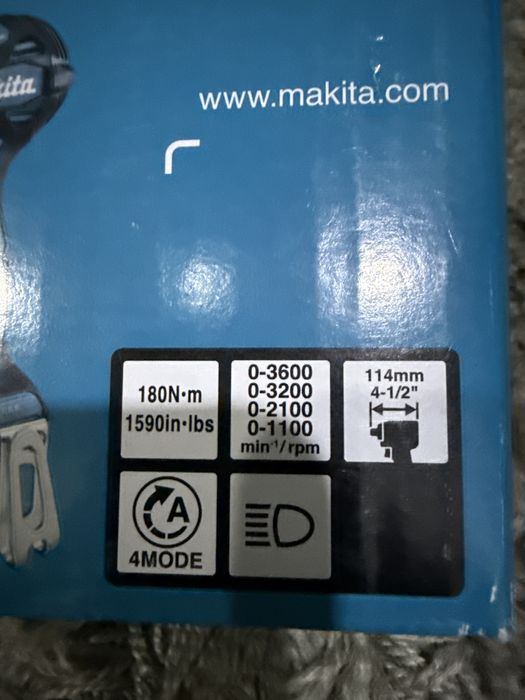 www.makita.com
180N·m
1590in·lbs
0-3600
0-3200
0-2100
0-1100
min⁻¹/rpm
114mm
4-1/2"
A
4MODE